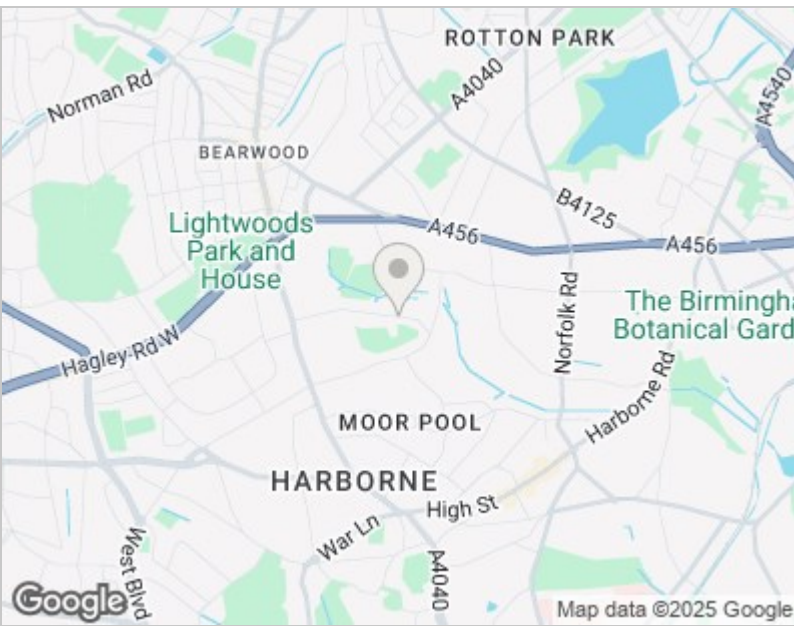 ROTTON PARK
A4040
Norman Rd
A4540
BEARWOOD
B4125
Lightwoods
Park and
House
A456
A456
Norfolk Rd
The Birmingha
Botanical Gard
Hagley Rd W
Harborne Rd
MOOR POOL
HARBORNE
High St
War Ln
West Blvd
A4040
Google
Map data ©2025 Google